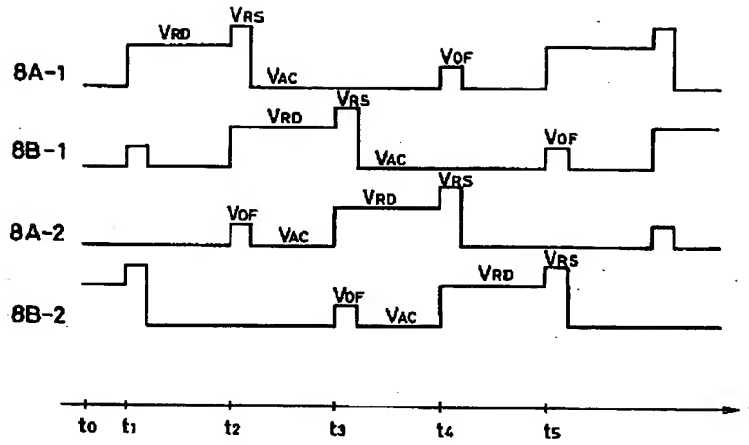 VRS
VRD
8A-1
VAC
VOF
VRS
VRD
8B-1
VAC
VOF
VRS
VRD
8A-2
VOF
VAC
VRS
VRD
8B-2
VOF
VAC
t0 t1 t2 t3 t4 t5